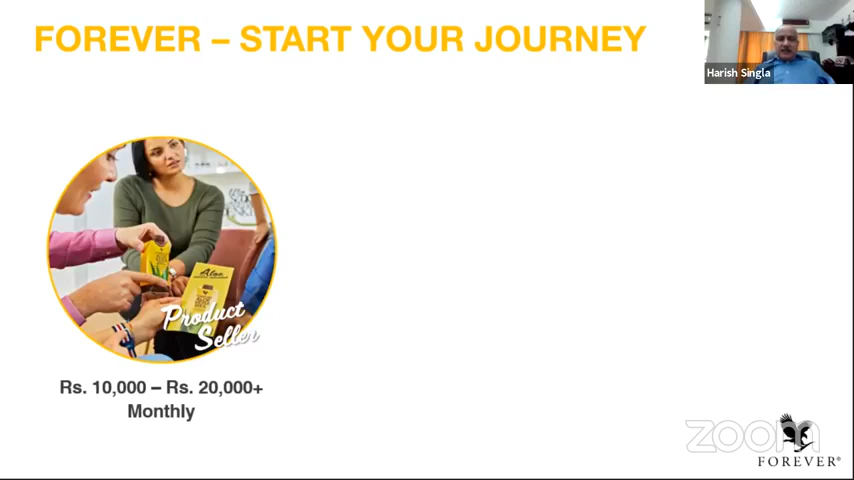 FOREVER – START YOUR JOURNEY
Harish Singla
Aloe
Product
Seller
Rs. 10,000 – Rs. 20,000+
Monthly
zoom
FOREVER®